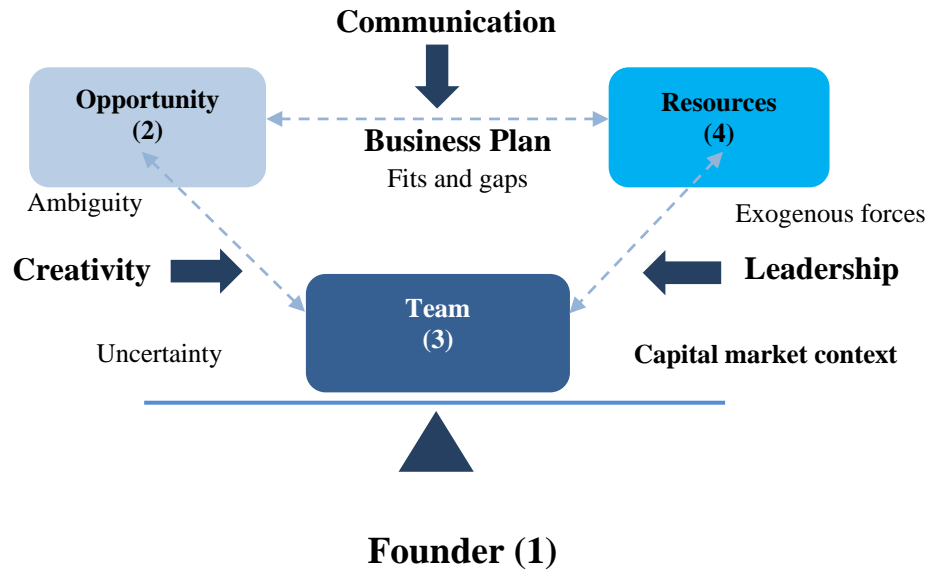 Communication
Opportunity
(2)
Resources
(4)
Business Plan
Fits and gaps
Ambiguity
Exogenous forces
Creativity
Leadership
Team
(3)
Uncertainty
Capital market context
Founder (1)